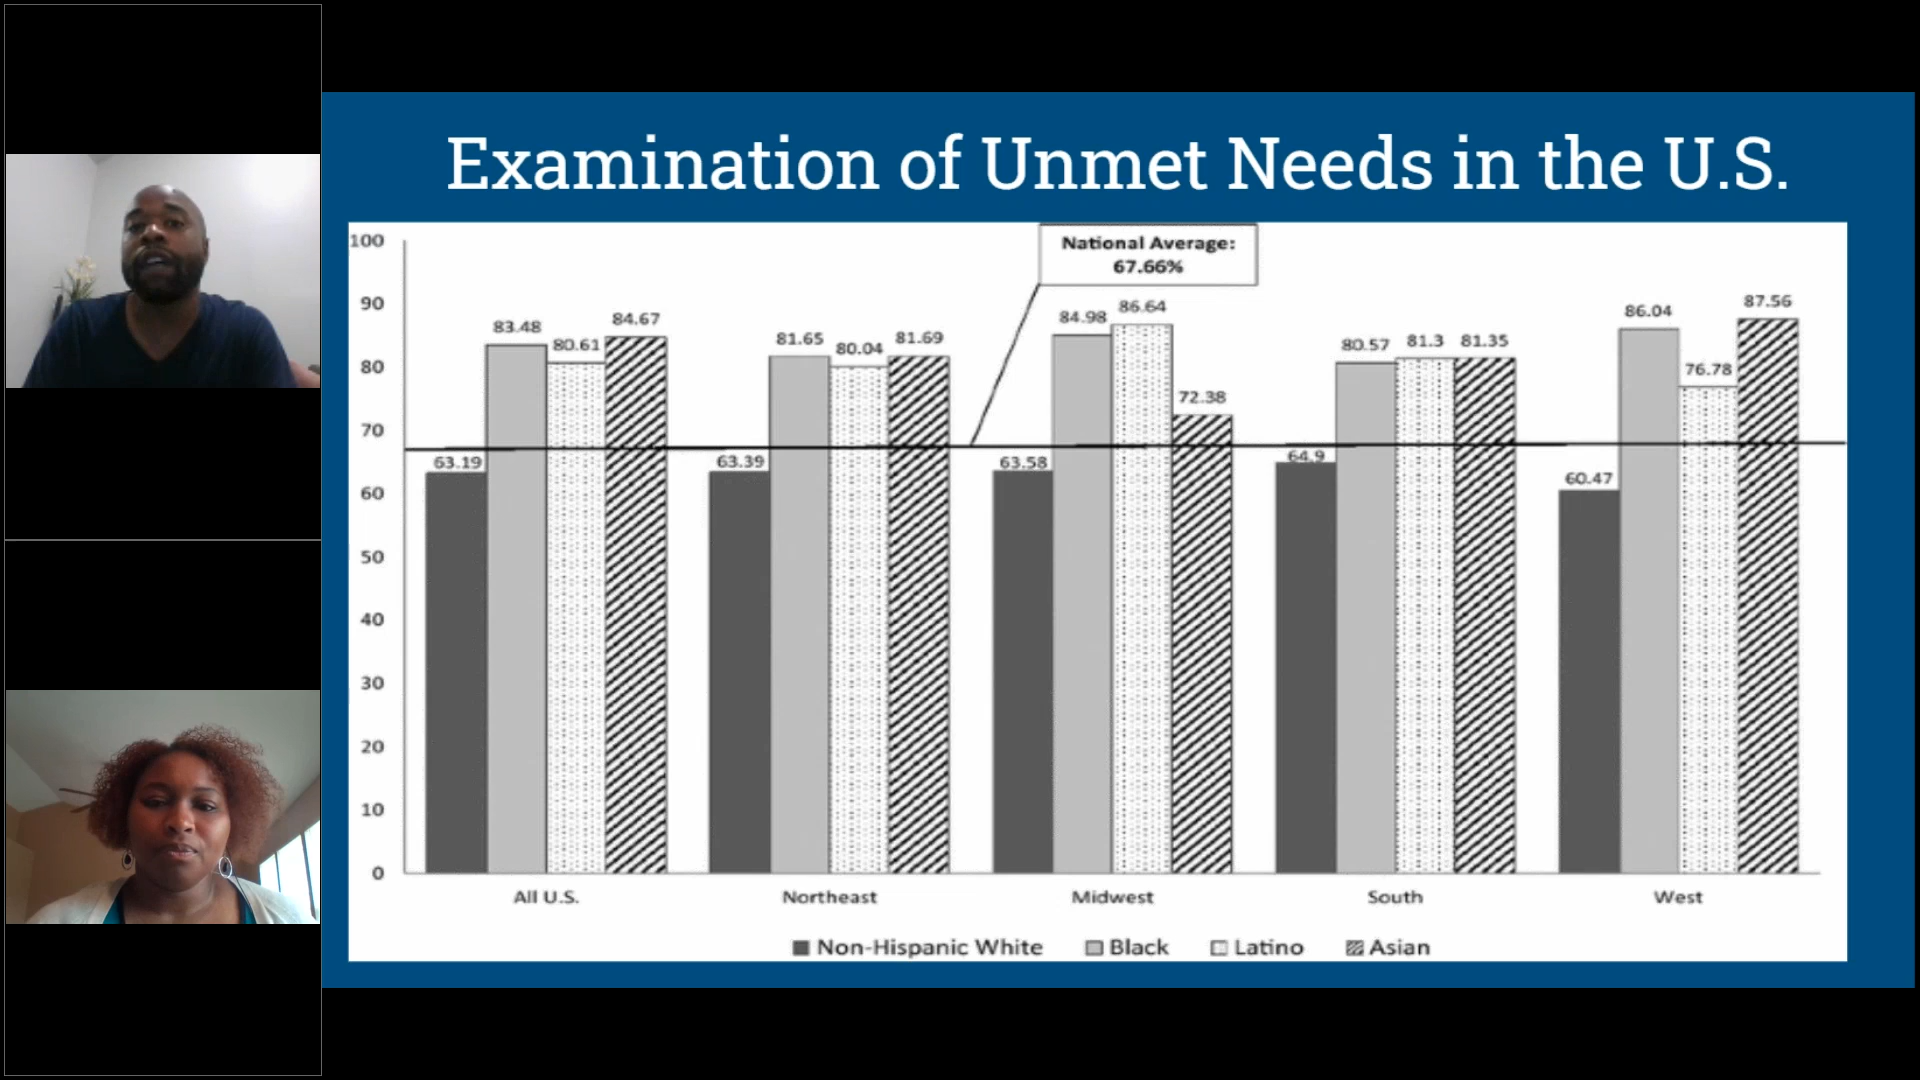 Examination of Unmet Needs in the U.S.
National Average:
67.66%
100
90
80
70
60
50
40
30
20
10
0
63.19
83.48
80.61
84.67
63.39
81.65
80.04
81.69
63.58
84.98
86.64
72.38
64.9
80.57
81.3
81.35
60.47
86.04
76.78
87.56
All U.S.
Northeast
Midwest
South
West
Non-Hispanic White
Black
Latino
Asian